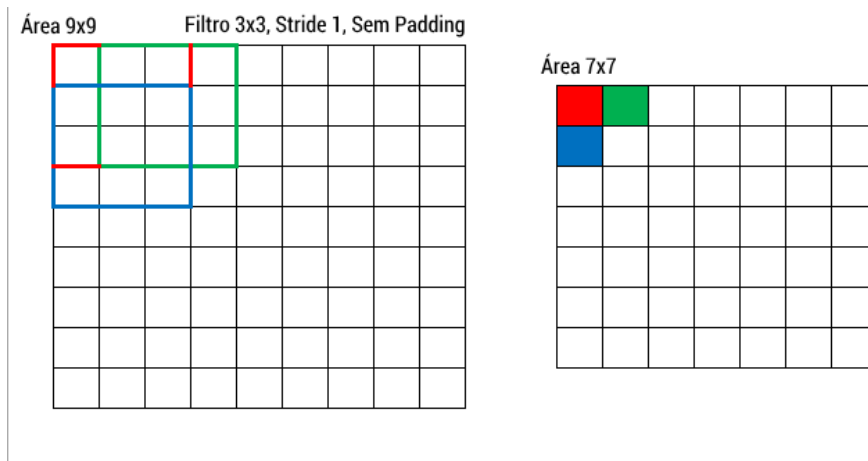 Área 9x9
Filtro 3x3, Stride 1, Sem Padding
Área 7x7